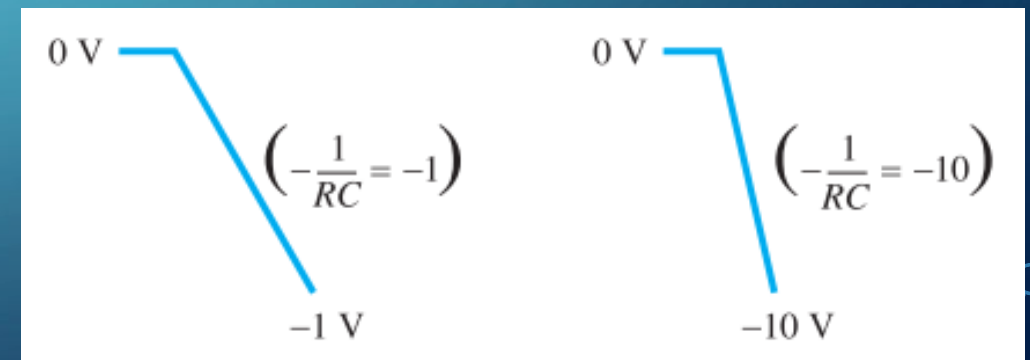 0 V
(-1/RC = -1)
-1 V
0 V
(-1/RC = -10)
-10 V